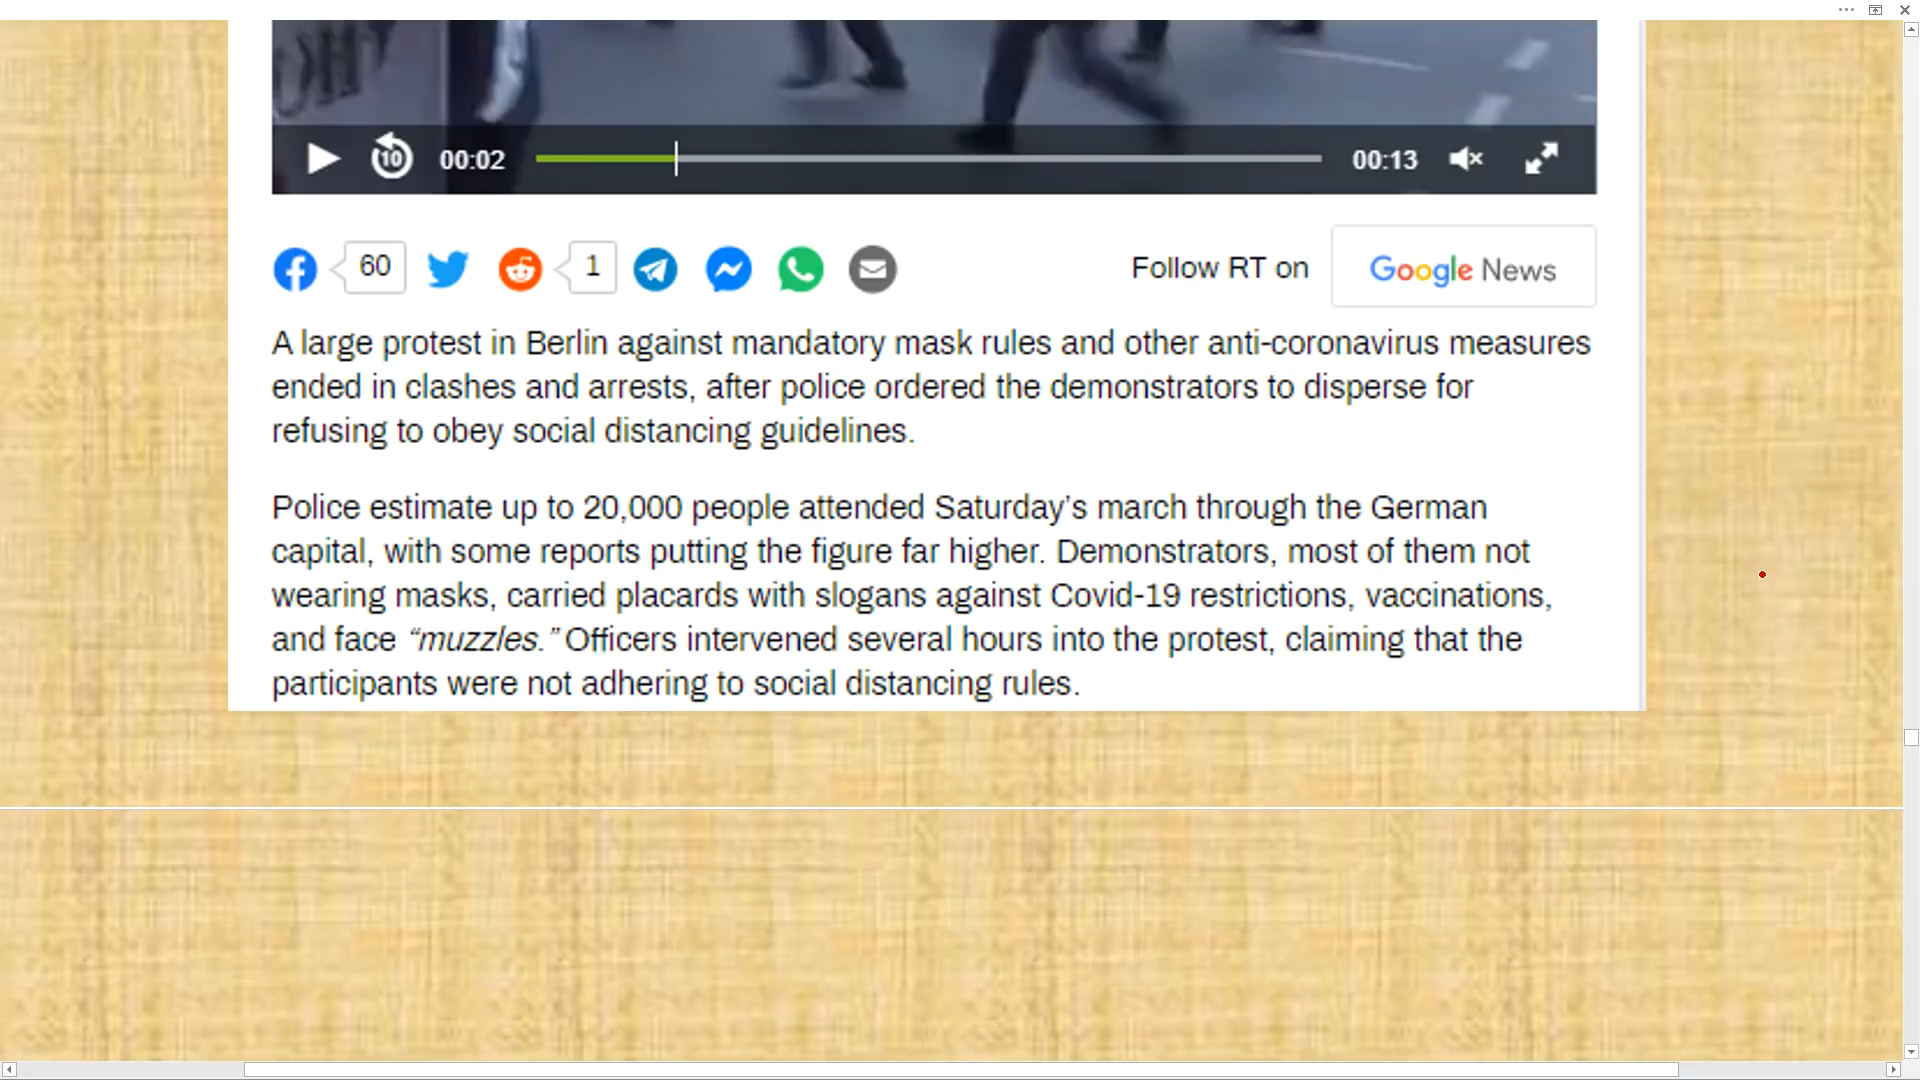 00:02
00:13
60
1
Follow RT on
Google News
A large protest in Berlin against mandatory mask rules and other anti-coronavirus measures
ended in clashes and arrests, after police ordered the demonstrators to disperse for
refusing to obey social distancing guidelines.
Police estimate up to 20,000 people attended Saturday’s march through the German
capital, with some reports putting the figure far higher. Demonstrators, most of them not
wearing masks, carried placards with slogans against Covid-19 restrictions, vaccinations,
and face “muzzles.” Officers intervened several hours into the protest, claiming that the
participants were not adhering to social distancing rules.